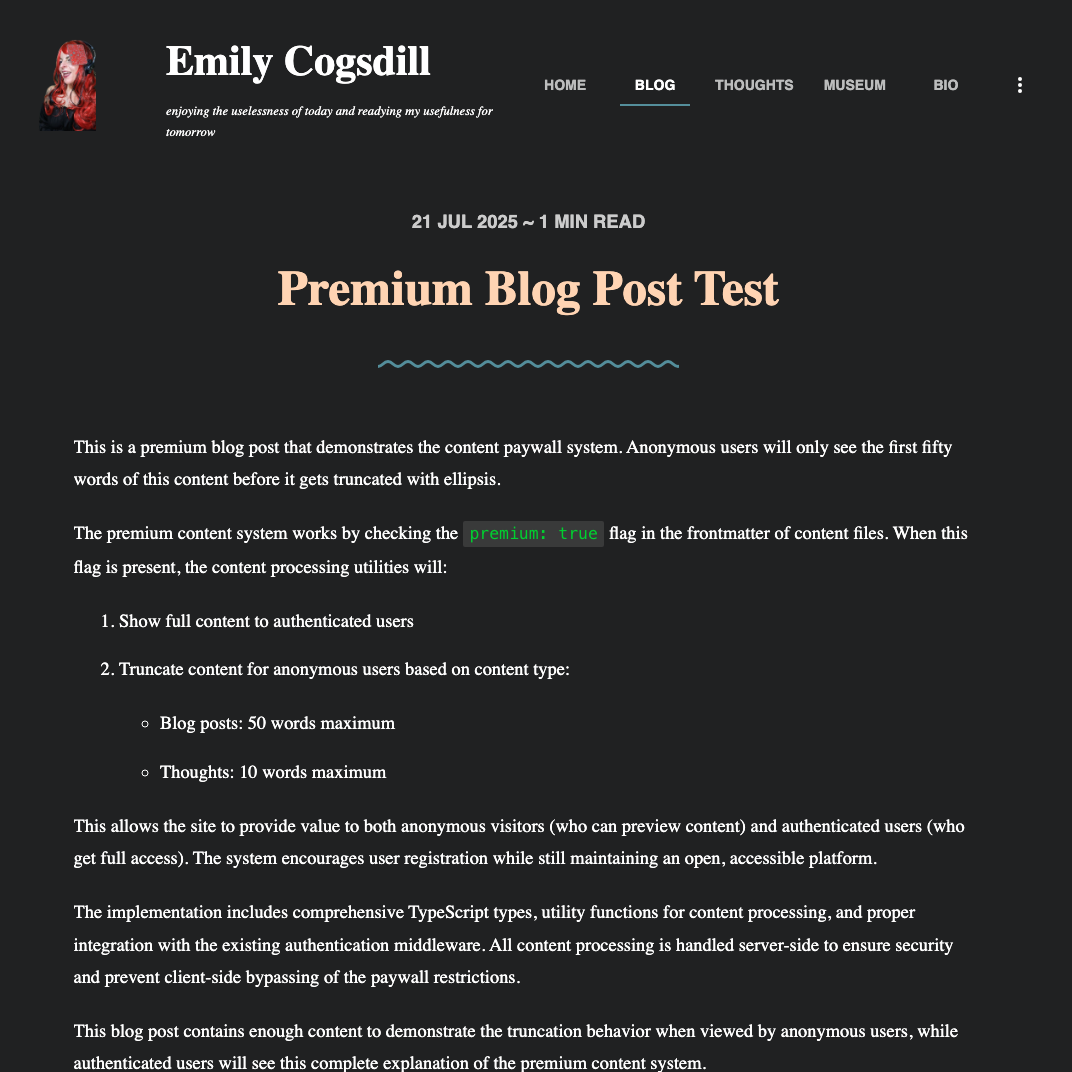 Emily Cogsdill
enjoying the uselessness of today and readying my usefulness for
tomorrow
HOME
BLOG
THOUGHTS
MUSEUM
BIO
21 JUL 2025 ~ 1 MIN READ
Premium Blog Post Test
This is a premium blog post that demonstrates the content paywall system. Anonymous users will only see the first fifty
words of this content before it gets truncated with ellipsis.
The premium content system works by checking the premium: true flag in the frontmatter of content files. When this
flag is present, the content processing utilities will:
1. Show full content to authenticated users
2. Truncate content for anonymous users based on content type:
◦ Blog posts: 50 words maximum
◦ Thoughts: 10 words maximum
This allows the site to provide value to both anonymous visitors (who can preview content) and authenticated users (who
get full access). The system encourages user registration while still maintaining an open, accessible platform.
The implementation includes comprehensive TypeScript types, utility functions for content processing, and proper
integration with the existing authentication middleware. All content processing is handled server-side to ensure security
and prevent client-side bypassing of the paywall restrictions.
This blog post contains enough content to demonstrate the truncation behavior when viewed by anonymous users, while
authenticated users will see this complete explanation of the premium content system.